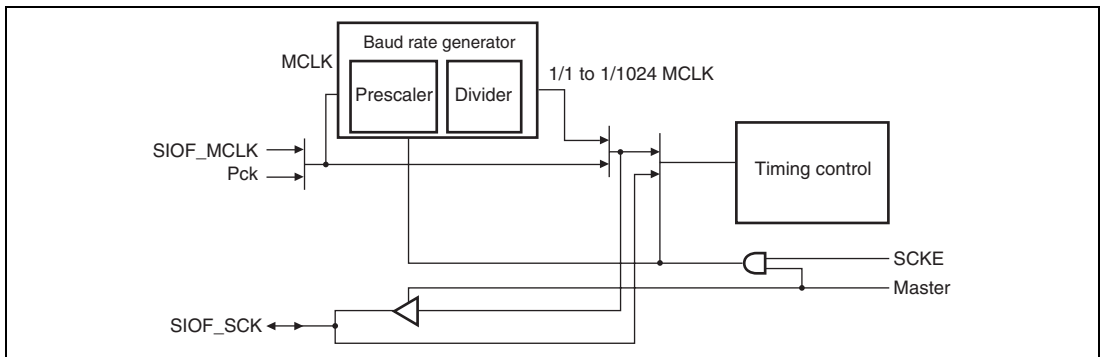 Baud rate generator
MCLK
1/1 to 1/1024 MCLK
Prescaler
Divider
SIOF_MCLK
Pck
Timing control
SCKE
Master
SIOF_SCK